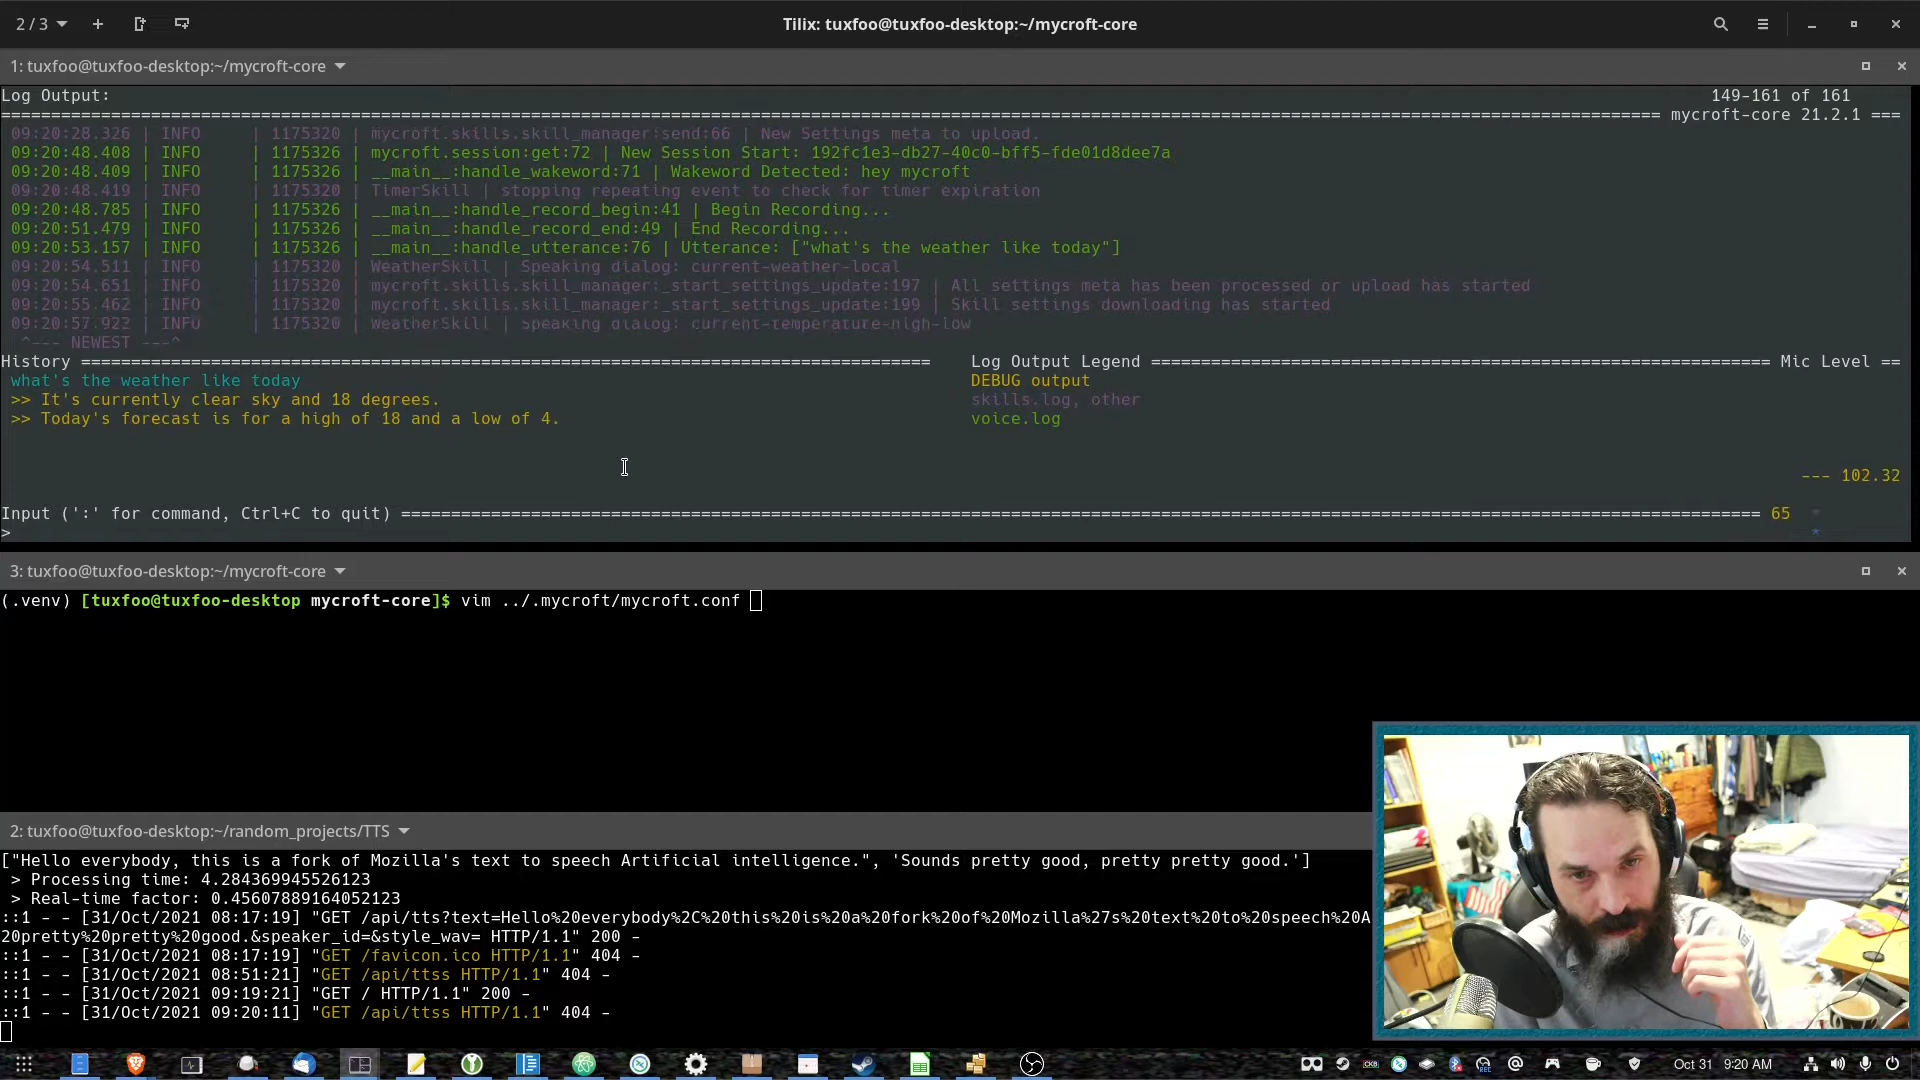 2 / 3
Tilix: tuxfoo@tuxfoo-desktop:~/mycroft-core
1: tuxfoo@tuxfoo-desktop:~/mycroft-core
Log Output: 149-161 of 161
=== mycroft-core 21.2.1 ===
09:20:28.326 | INFO | 1175320 | mycroft.skills.skill_manager:send:66 | New Settings meta to upload.
09:20:48.408 | INFO | 1175326 | mycroft.session:get:72 | New Session Start: 192fc1e3-db27-40c0-bff5-fde01d8dee7a
09:20:48.409 | INFO | 1175326 | __main__:handle_wakeword:71 | Wakeword Detected: hey mycroft
09:20:48.419 | INFO | 1175320 | TimerSkill | stopping repeating event to check for timer expiration
09:20:48.785 | INFO | 1175326 | __main__:handle_record_begin:41 | Begin Recording...
09:20:51.479 | INFO | 1175326 | __main__:handle_record_end:49 | End Recording...
09:20:53.157 | INFO | 1175326 | __main__:handle_utterance:76 | Utterance: ["what's the weather like today"]
09:20:54.511 | INFO | 1175320 | WeatherSkill | Speaking dialog: current-weather-local
09:20:54.651 | INFO | 1175320 | mycroft.skills.skill_manager:_start_settings_update:197 | All settings meta has been processed or upload has started
09:20:55.462 | INFO | 1175320 | mycroft.skills.skill_manager:_start_settings_update:199 | Skill settings downloading has started
09:20:57.922 | INFO | 1175320 | WeatherSkill | Speaking dialog: current-temperature-high-low
^--- NEWEST ---^
History === Log Output Legend === Mic Level ==
what's the weather like today DEBUG output
>> It's currently clear sky and 18 degrees. skills.log, other
>> Today's forecast is for a high of 18 and a low of 4. voice.log
--- 102.32
Input (':' for command, Ctrl+C to quit) === 65
>
3: tuxfoo@tuxfoo-desktop:~/mycroft-core
(.venv) [tuxfoo@tuxfoo-desktop mycroft-core]$ vim ../.mycroft/mycroft.conf
2: tuxfoo@tuxfoo-desktop:~/random_projects/TTS
["Hello everybody, this is a fork of Mozilla's text to speech Artificial intelligence.", 'Sounds pretty good, pretty pretty good.']
> Processing time: 4.284369945526123
> Real-time factor: 0.45607889164052123
::1 - - [31/Oct/2021 08:17:19] "GET /api/tts?text=Hello%20everybody%2C%20this%20is%20a%20fork%20of%20Mozilla%27s%20text%20to%20speech%20A
20pretty%20pretty%20good.&speaker_id=&style_wav= HTTP/1.1" 200 -
::1 - - [31/Oct/2021 08:17:19] "GET /favicon.ico HTTP/1.1" 404 -
::1 - - [31/Oct/2021 08:51:21] "GET /api/ttss HTTP/1.1" 404 -
::1 - - [31/Oct/2021 09:19:21] "GET / HTTP/1.1" 200 -
::1 - - [31/Oct/2021 09:20:11] "GET /api/ttss HTTP/1.1" 404 -
Oct 31 9:20 AM